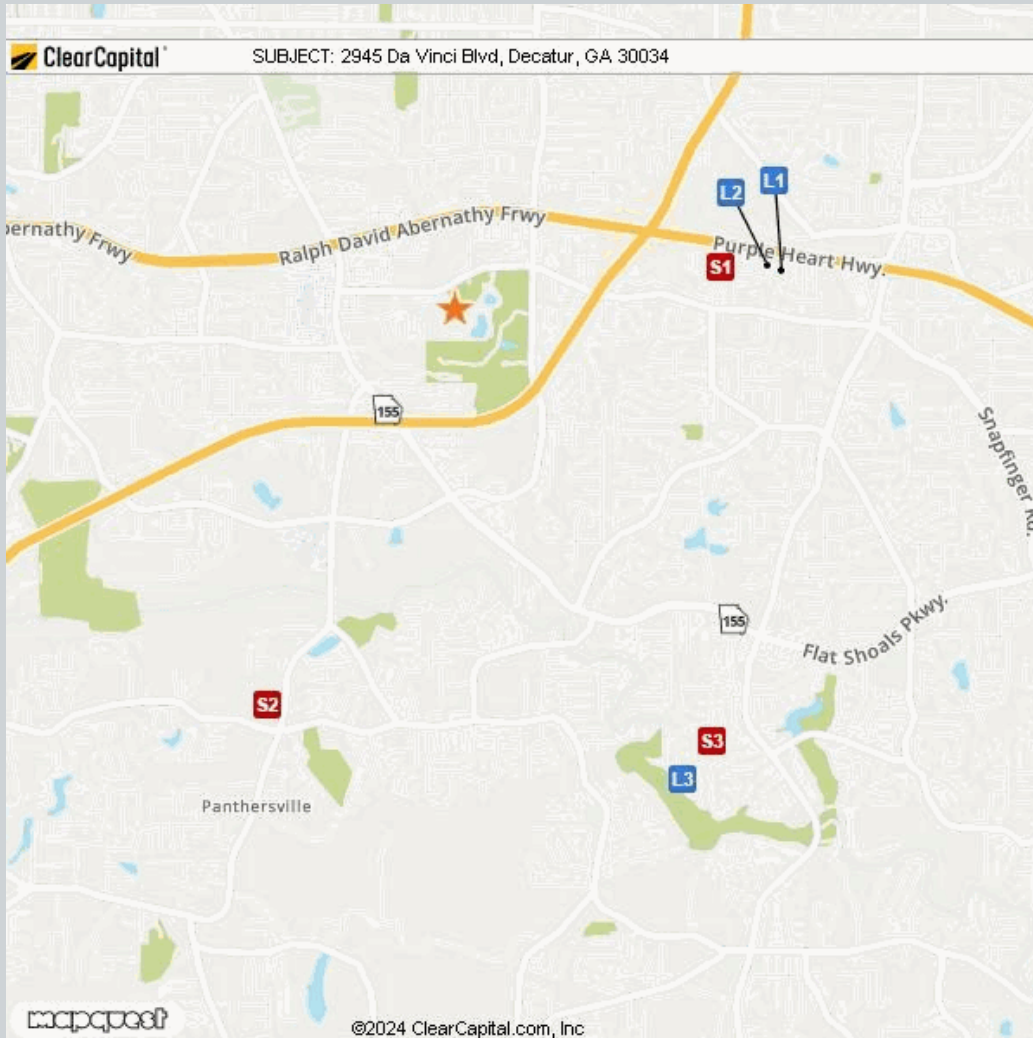 ClearCapital SUBJECT: 2945 Da Vinci Blvd, Decatur, GA 30034
L2 L1
bernathy Frwy
Ralph David Abernathy Frwy
Purple Heart Hwy.
S1
155
Snapfinger Rd.
155
Flat Shoals Pkwy.
S2
S3
L3
Panthersville
mapquest
©2024 ClearCapital.com, Inc